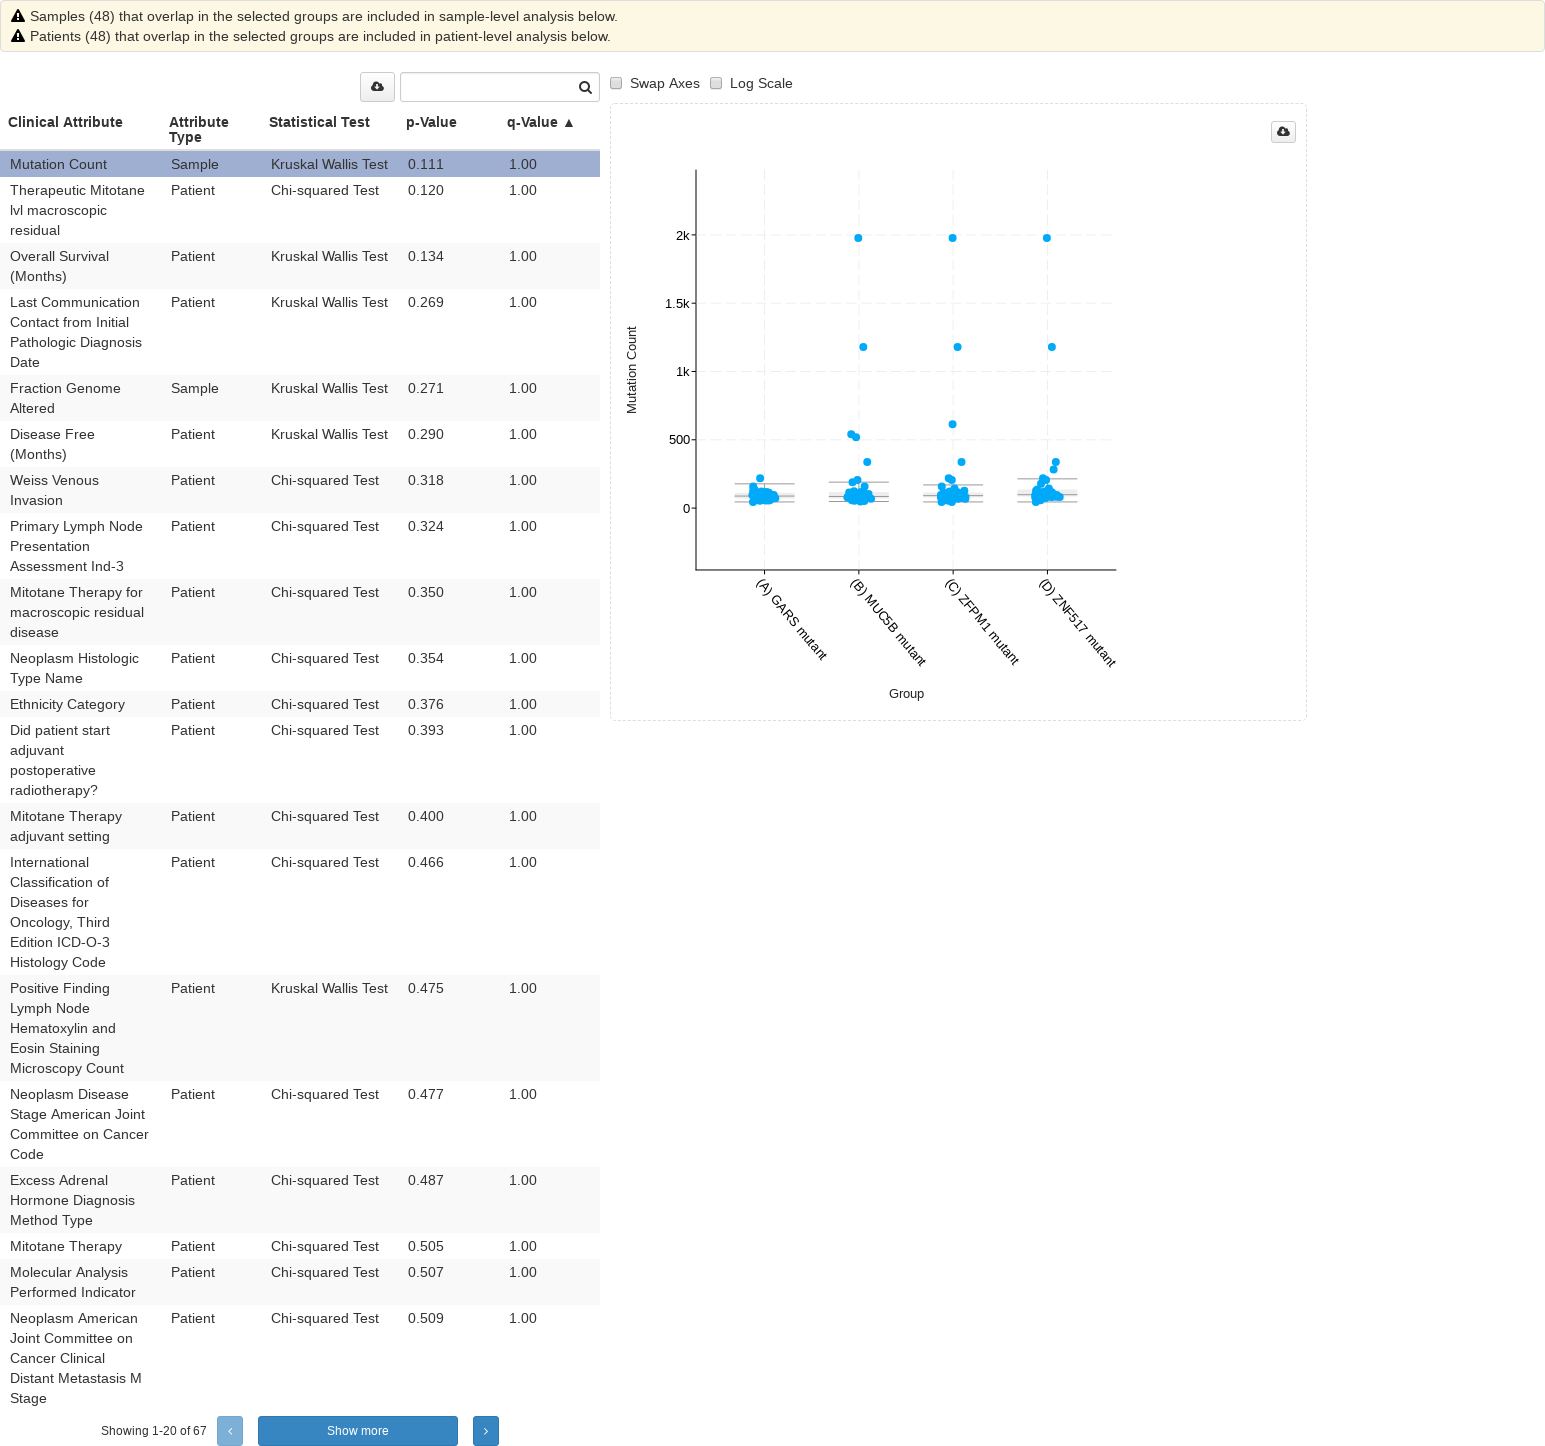 Samples (48) that overlap in the selected groups are included in sample-level analysis below.
Patients (48) that overlap in the selected groups are included in patient-level analysis below.
Swap Axes Log Scale
Clinical Attribute Attribute Type Statistical Test p-Value q-Value ▲
Mutation Count Sample Kruskal Wallis Test 0.111 1.00
Therapeutic Mitotane Patient Chi-squared Test 0.120 1.00
lvl macroscopic
residual
Overall Survival Patient Kruskal Wallis Test 0.134 1.00
(Months)
Last Communication Patient Kruskal Wallis Test 0.269 1.00
Contact from Initial
Pathologic Diagnosis
Date
Fraction Genome Sample Kruskal Wallis Test 0.271 1.00
Altered
Disease Free Patient Kruskal Wallis Test 0.290 1.00
(Months)
Weiss Venous Patient Chi-squared Test 0.318 1.00
Invasion
Primary Lymph Node Patient Chi-squared Test 0.324 1.00
Presentation
Assessment Ind-3
Mitotane Therapy for Patient Chi-squared Test 0.350 1.00
macroscopic residual
disease
Neoplasm Histologic Patient Chi-squared Test 0.354 1.00
Type Name
Ethnicity Category Patient Chi-squared Test 0.376 1.00
Did patient start Patient Chi-squared Test 0.393 1.00
adjuvant
postoperative
radiotherapy?
Mitotane Therapy Patient Chi-squared Test 0.400 1.00
adjuvant setting
International Patient Chi-squared Test 0.466 1.00
Classification of
Diseases for
Oncology, Third
Edition ICD-O-3
Histology Code
Positive Finding Patient Kruskal Wallis Test 0.475 1.00
Lymph Node
Hematoxylin and
Eosin Staining
Microscopy Count
Neoplasm Disease Patient Chi-squared Test 0.477 1.00
Stage American Joint
Committee on Cancer
Code
Excess Adrenal Patient Chi-squared Test 0.487 1.00
Hormone Diagnosis
Method Type
Mitotane Therapy Patient Chi-squared Test 0.505 1.00
Molecular Analysis Patient Chi-squared Test 0.507 1.00
Performed Indicator
Neoplasm American Patient Chi-squared Test 0.509 1.00
Joint Committee on
Cancer Clinical
Distant Metastasis M
Stage
Showing 1-20 of 67 ‹ Show more ›
Mutation Count
2k
1.5k
1k
500
0
(A) GARS mutant
(B) MUC5B mutant
(C) ZFPM1 mutant
(D) ZNF517 mutant
Group